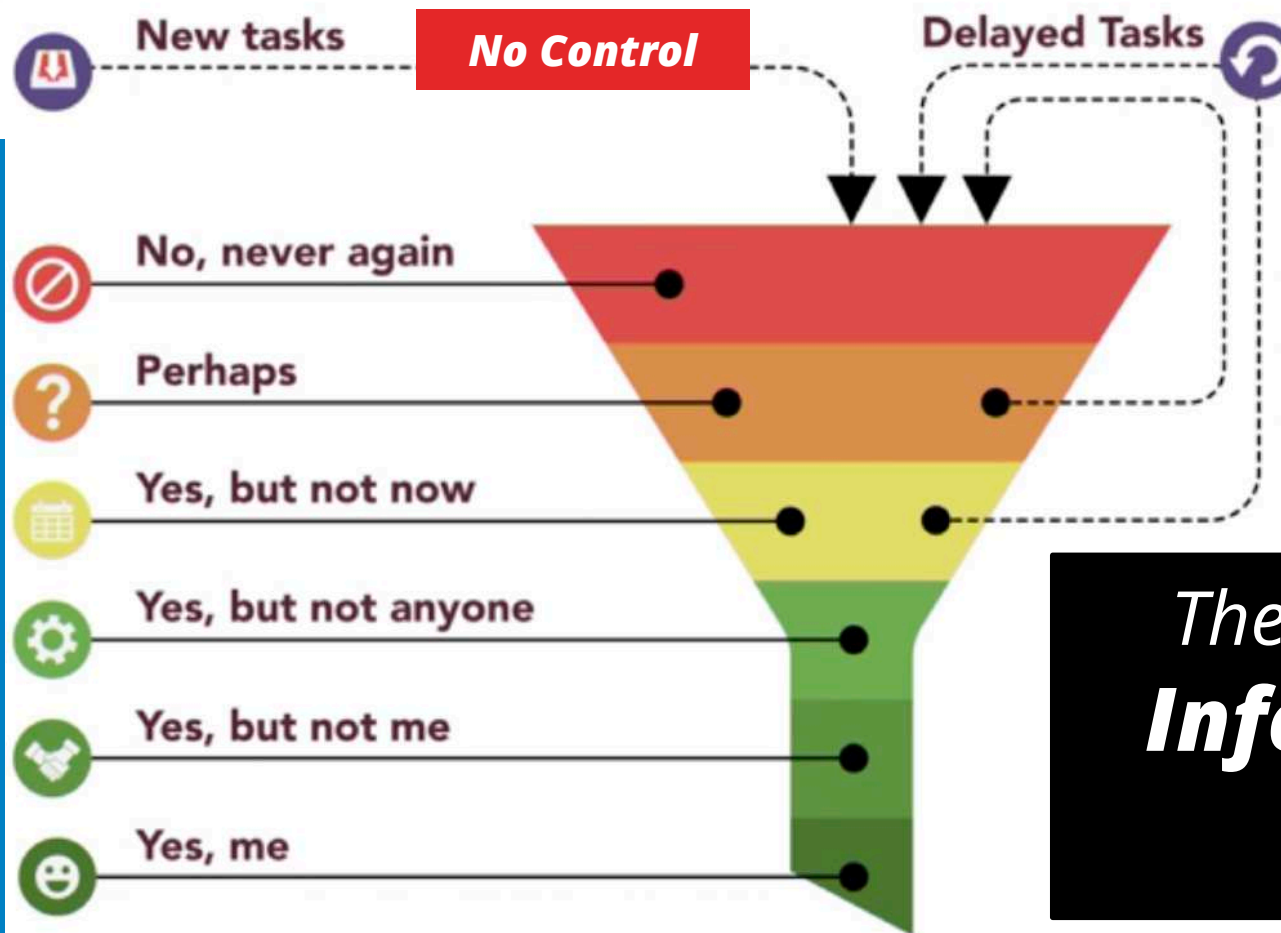 New tasks
No Control
Delayed Tasks
No, never again
Perhaps
Yes, but not now
Yes, but not anyone
Yes, but not me
Yes, me
The